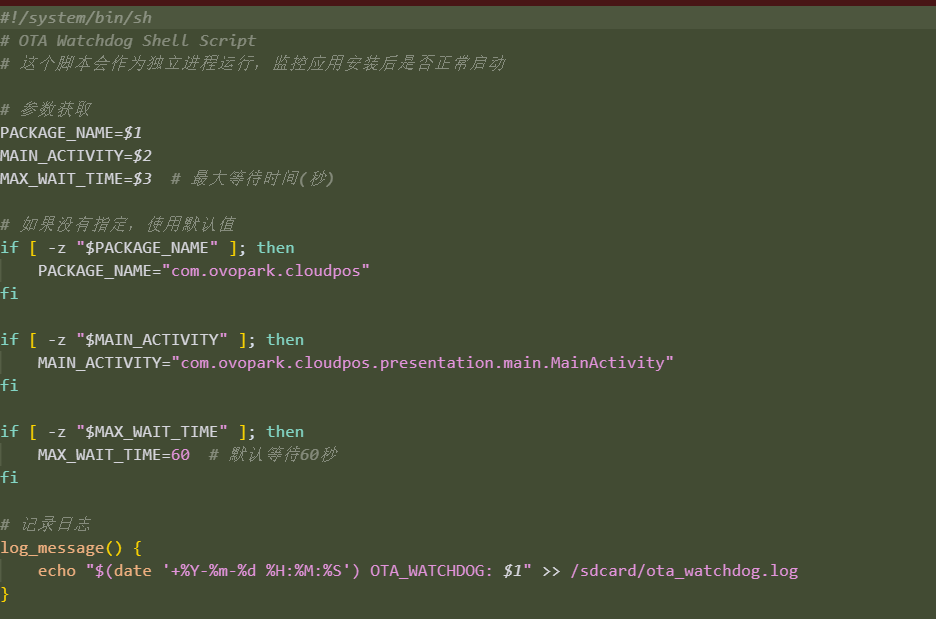 #!/system/bin/sh
# OTA Watchdog Shell Script
# 这个脚本会作为独立进程运行，监控应用安装后是否正常启动
# 参数获取
PACKAGE_NAME=$1
MAIN_ACTIVITY=$2
MAX_WAIT_TIME=$3  # 最大等待时间(秒)
# 如果没有指定，使用默认值
if [ -z "$PACKAGE_NAME" ]; then
    PACKAGE_NAME="com.ovopark.cloudpos"
fi
if [ -z "$MAIN_ACTIVITY" ]; then
    MAIN_ACTIVITY="com.ovopark.cloudpos.presentation.main.MainActivity"
fi
if [ -z "$MAX_WAIT_TIME" ]; then
    MAX_WAIT_TIME=60  # 默认等待60秒
fi
# 记录日志
log_message() {
    echo "$(date '+%Y-%m-%d %H:%M:%S') OTA_WATCHDOG: $1" >> /sdcard/ota_watchdog.log
}